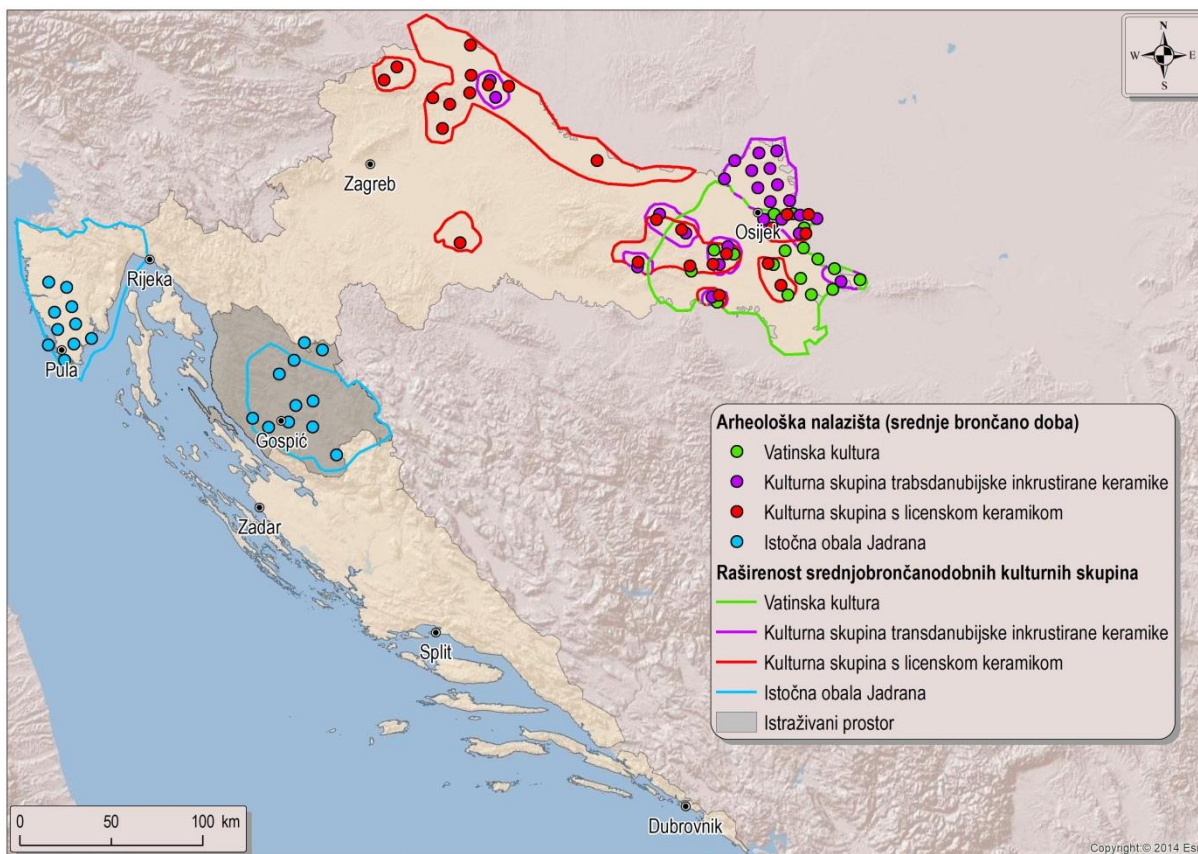 N
W E
S
Zagreb
Osijek
Rijeka
Pula
Gospić
Zadar
Split
Dubrovnik
Arheološka nalazišta (srednje brončano doba)
Vatinska kultura
Kulturna skupina trabsdanubijske inkrustirane keramike
Kulturna skupina s licenskom keramikom
Istočna obala Jadrana
Raširenost srednjobrončanodobnih kulturnih skupina
Vatinska kultura
Kulturna skupina transdanubijske inkrustirane keramike
Kulturna skupina s licenskom keramikom
Istočna obala Jadrana
Istraživani prostor
0 50 100 km
Copyright:© 2014 Esr